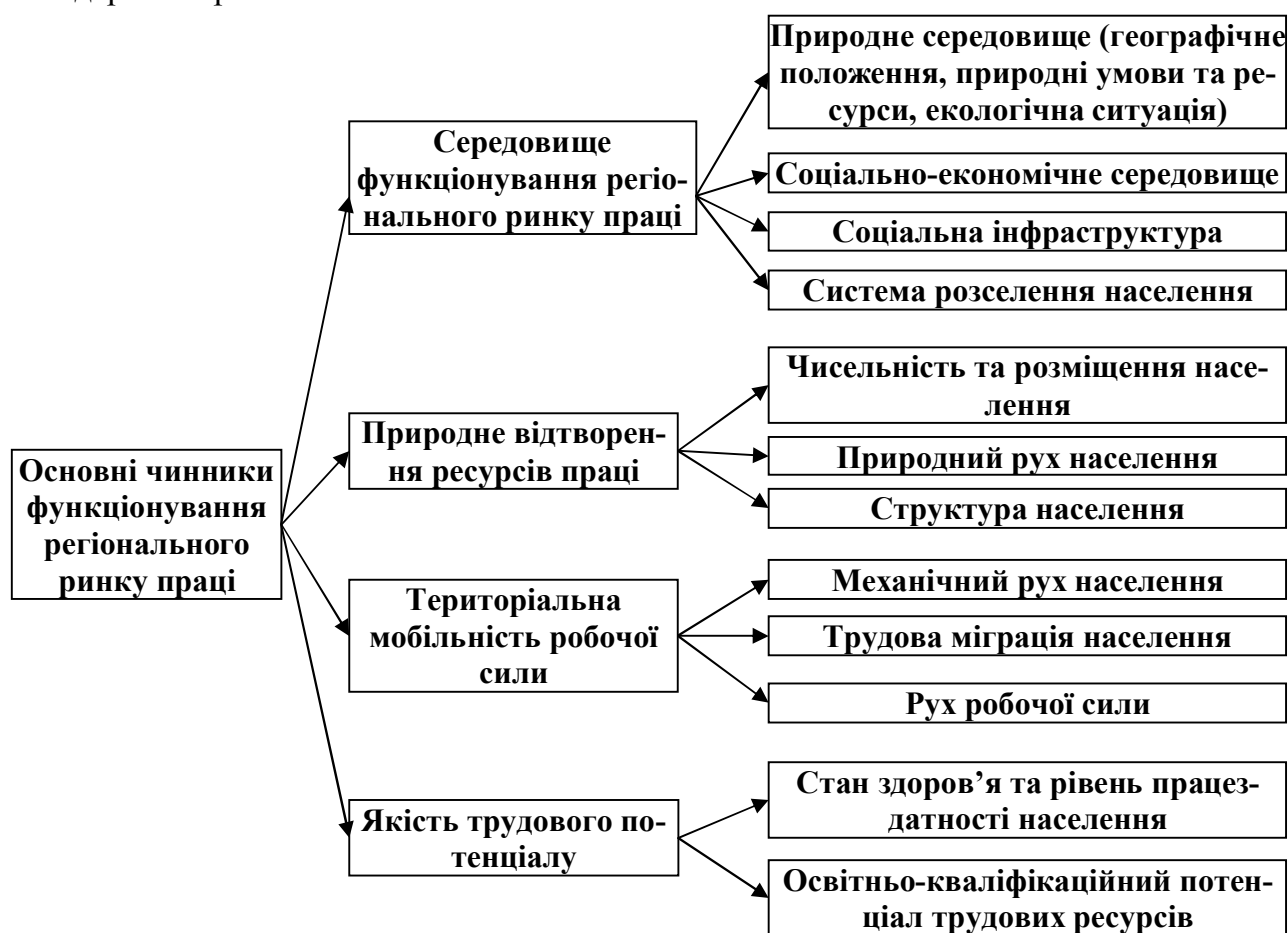 Природне середовище (географічне
положення, природні умови та ре-
сурси, екологічна ситуація)
Середовище
функціонування регіо-
нального ринку праці
Соціально-економічне середовище
Соціальна інфраструктура
Система розселення населення
Чисельність та розміщення насе-
лення
Природне відтворен-
ня ресурсів праці
Природний рух населення
Структура населення
Основні чинники
функціонування
регіонального
ринку праці
Механічний рух населення
Територіальна
мобільність робочої
сили
Трудова міграція населення
Рух робочої сили
Стан здоров’я та рівень працез-
датності населення
Якість трудового по-
тенціалу
Освітньо-кваліфікаційний потен-
ціал трудових ресурсів